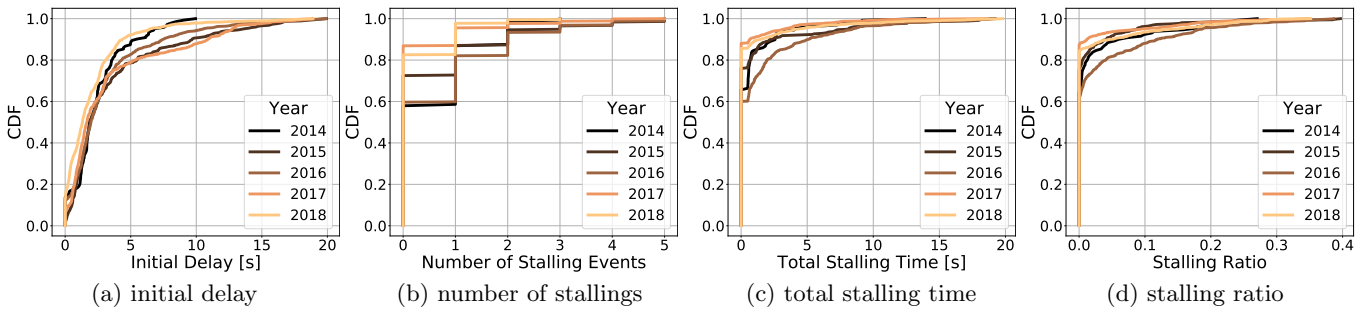 CDF
1.0
0.8
0.6
0.4
0.2
0.0
0 5 10 15 20
Initial Delay [s]
Year
2014
2015
2016
2017
2018
(a) initial delay
CDF
1.0
0.8
0.6
0.4
0.2
0.0
0 1 2 3 4 5
Number of Stalling Events
Year
2014
2015
2016
2017
2018
(b) number of stallings
CDF
1.0
0.8
0.6
0.4
0.2
0.0
0 5 10 15 20
Total Stalling Time [s]
Year
2014
2015
2016
2017
2018
(c) total stalling time
CDF
1.0
0.8
0.6
0.4
0.2
0.0
0.0 0.1 0.2 0.3 0.4
Stalling Ratio
Year
2014
2015
2016
2017
2018
(d) stalling ratio